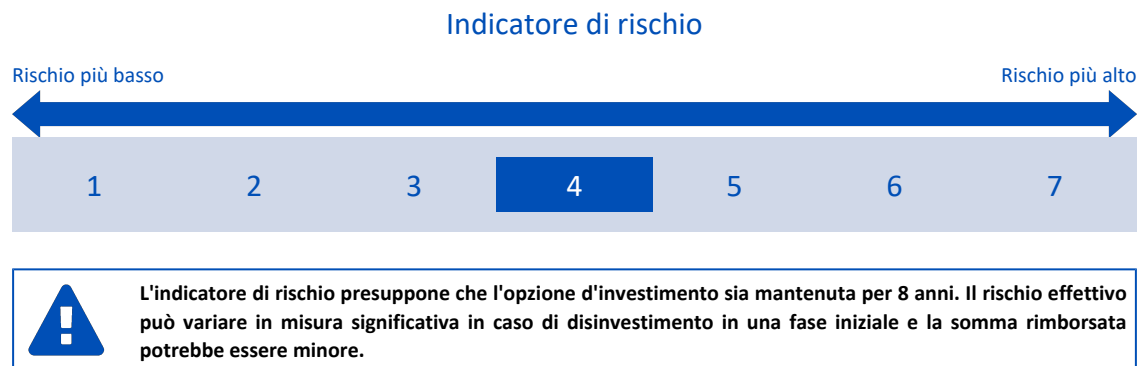 Indicatore di rischio
Rischio più basso
Rischio più alto
1 2 3 4 5 6 7
L'indicatore di rischio presuppone che l'opzione d'investimento sia mantenuta per 8 anni. Il rischio effettivo
può variare in misura significativa in caso di disinvestimento in una fase iniziale e la somma rimborsata
potrebbe essere minore.